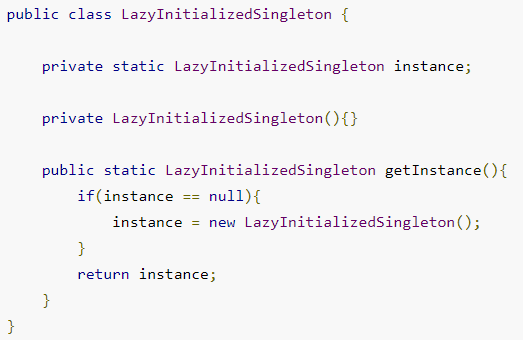 public class LazyInitializedSingleton {
private static LazyInitializedSingleton instance;
private LazyInitializedSingleton(){}
public static LazyInitializedSingleton getInstance(){
if(instance == null){
instance = new LazyInitializedSingleton();
}
return instance;
}
}